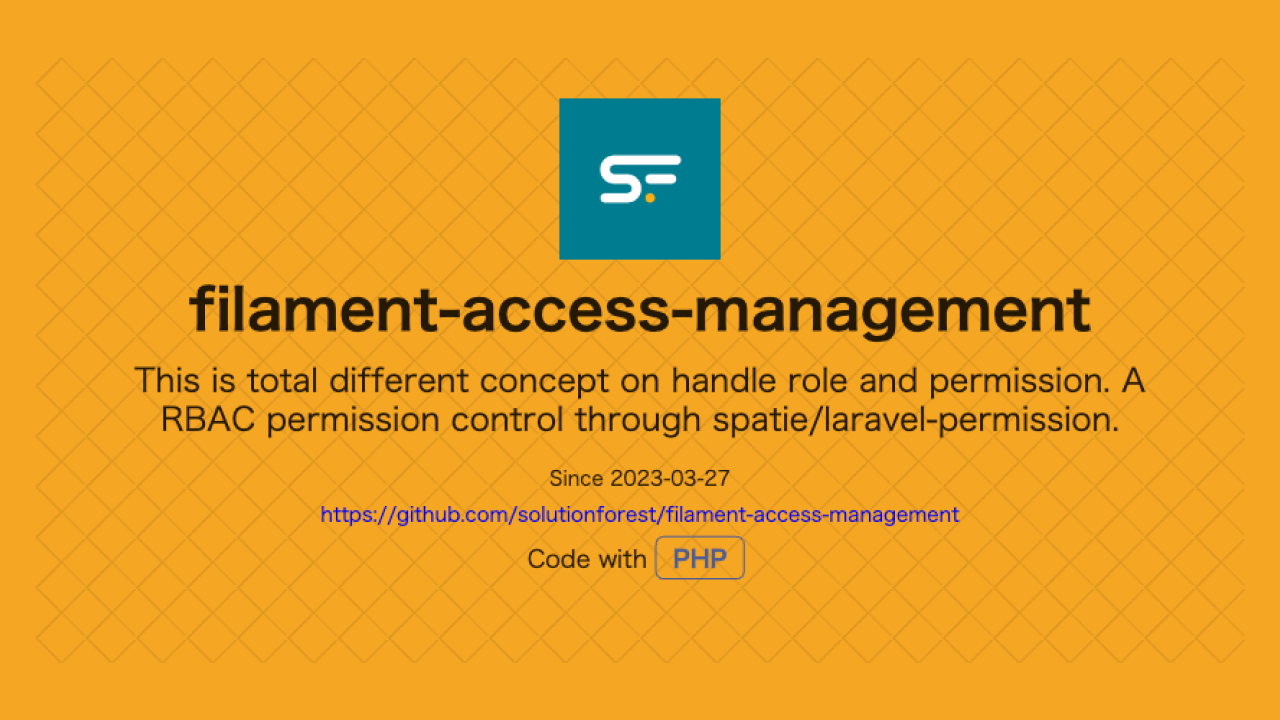 SF
filament-access-management
This is total different concept on handle role and permission. A
RBAC permission control through spatie/laravel-permission.
Since 2023-03-27
https://github.com/solutionforest/filament-access-management
Code with PHP